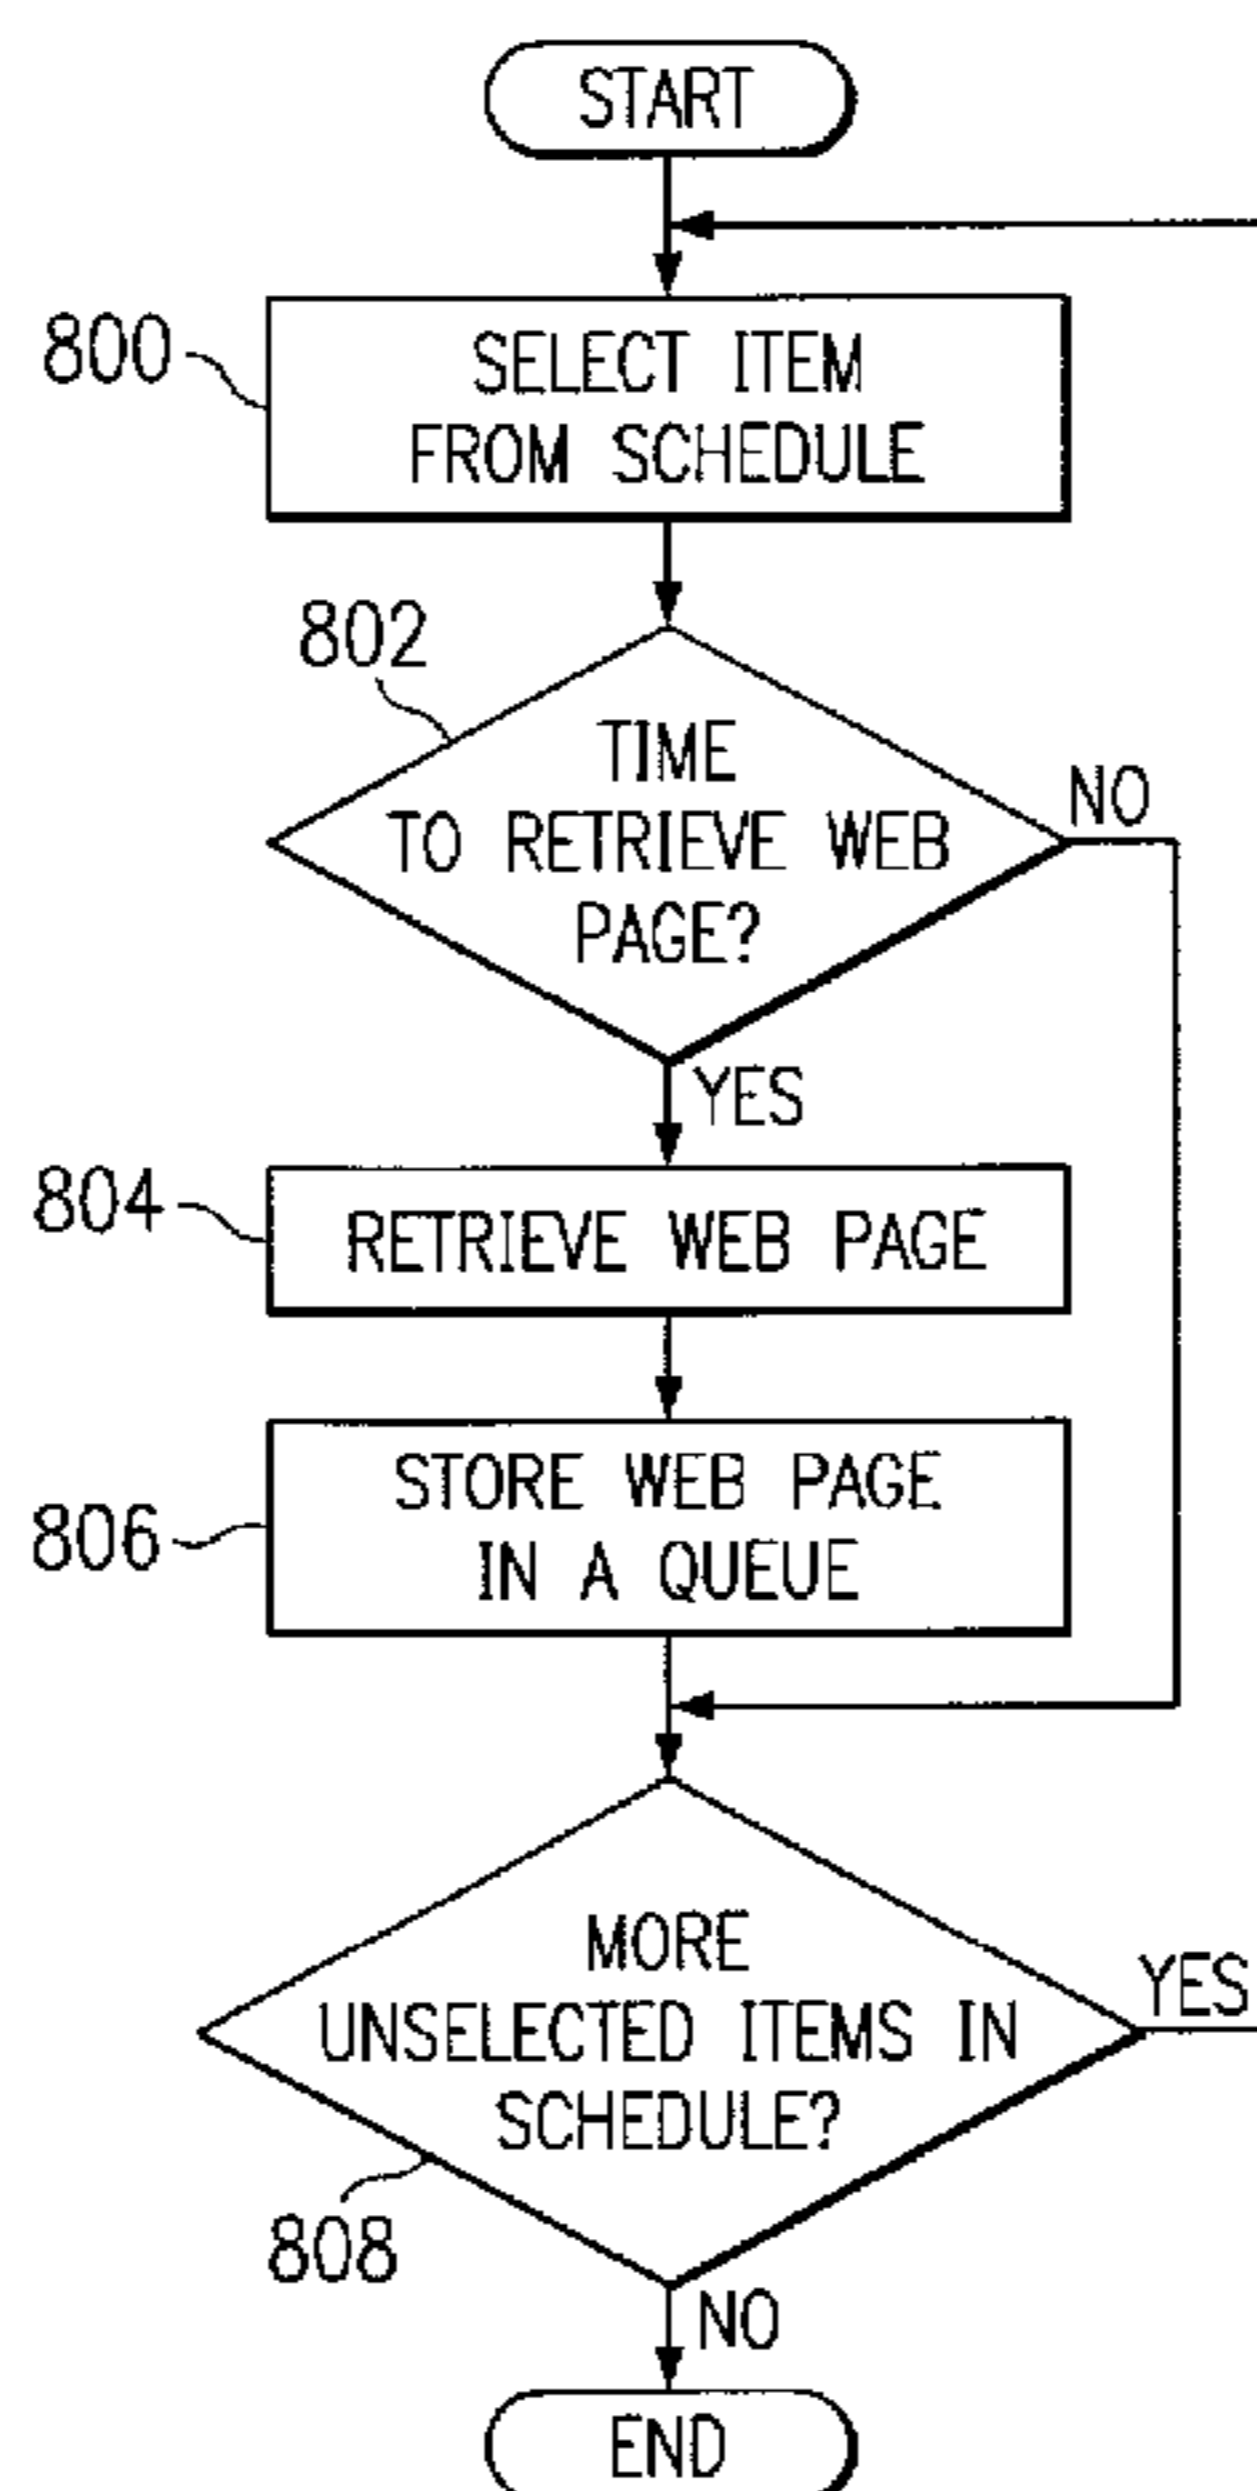 START
800
SELECT ITEM
FROM SCHEDULE
802
TIME
TO RETRIEVE WEB
PAGE?
NO
YES
804
RETRIEVE WEB PAGE
806
STORE WEB PAGE
IN A QUEUE
MORE
UNSELECTED ITEMS IN
SCHEDULE?
YES
808
NO
END